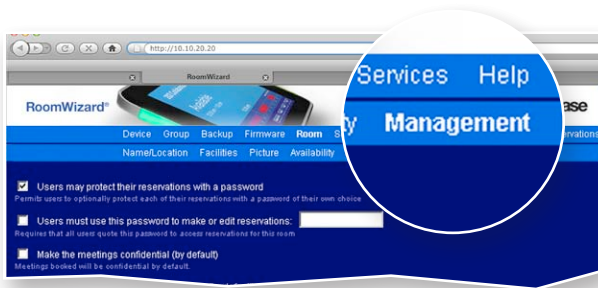 http://10.10.20.20
RoomWizard
RoomWizard®
Services Help
Device Group Backup Firmware Room
Management
Name/Location Facilities Picture Availability
Users may protect their reservations with a password
Permits users to optionally protect each of their reservations with a password of their own choice
Users must use this password to make or edit reservations:
Requires that all users quote this password to access reservations for this room
Make the meetings confidential (by default)
Meetings booked will be confidential by default.